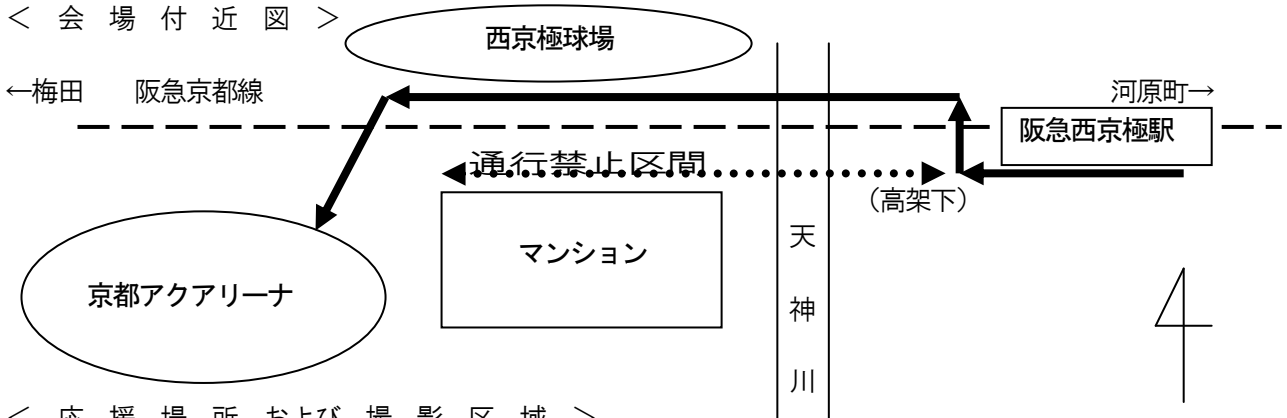 ＜ 会 場 付 近 図 ＞
西京極球場
←梅田　阪急京都線
河原町→
阪急西京極駅
通行禁止区間
（高架下）
マンション
京都アクアリーナ
天神川
＜ 応 援 場 所 および 撮 影 区 域 ＞